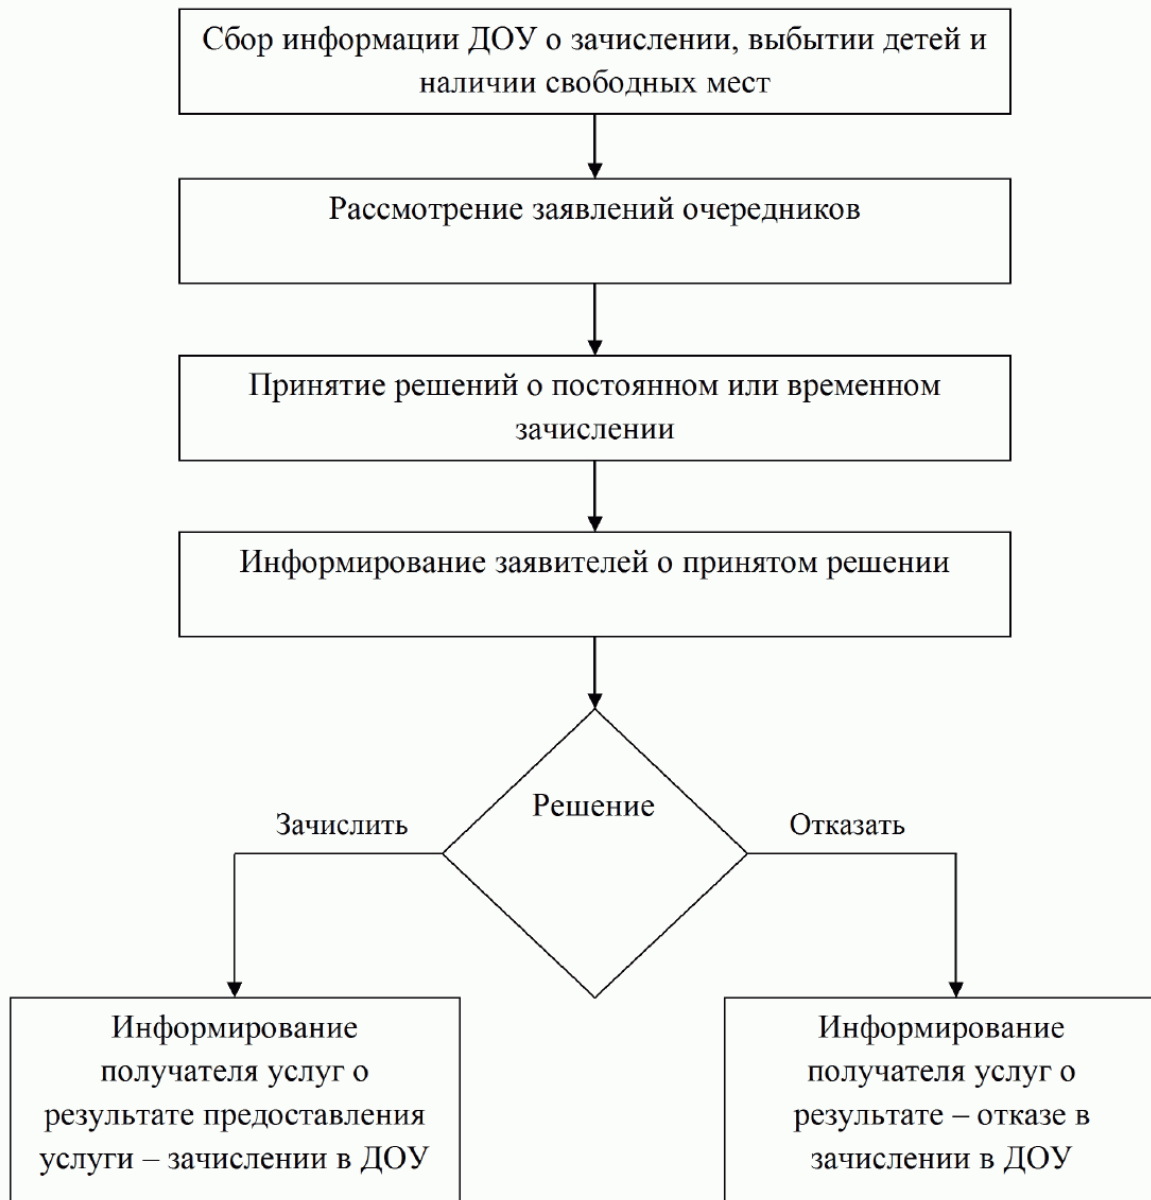 Сбор информации ДОУ о зачислении, выбытии детей и
наличии свободных мест
Рассмотрение заявлений очередников
Принятие решений о постоянном или временном
зачислении
Информирование заявителей о принятом решении
Решение
Зачислить
Отказать
Информирование
получателя услуг о
результате предоставления
услуги – зачислении в ДОУ
Информирование
получателя услуг о
результате – отказе в
зачислении в ДОУ